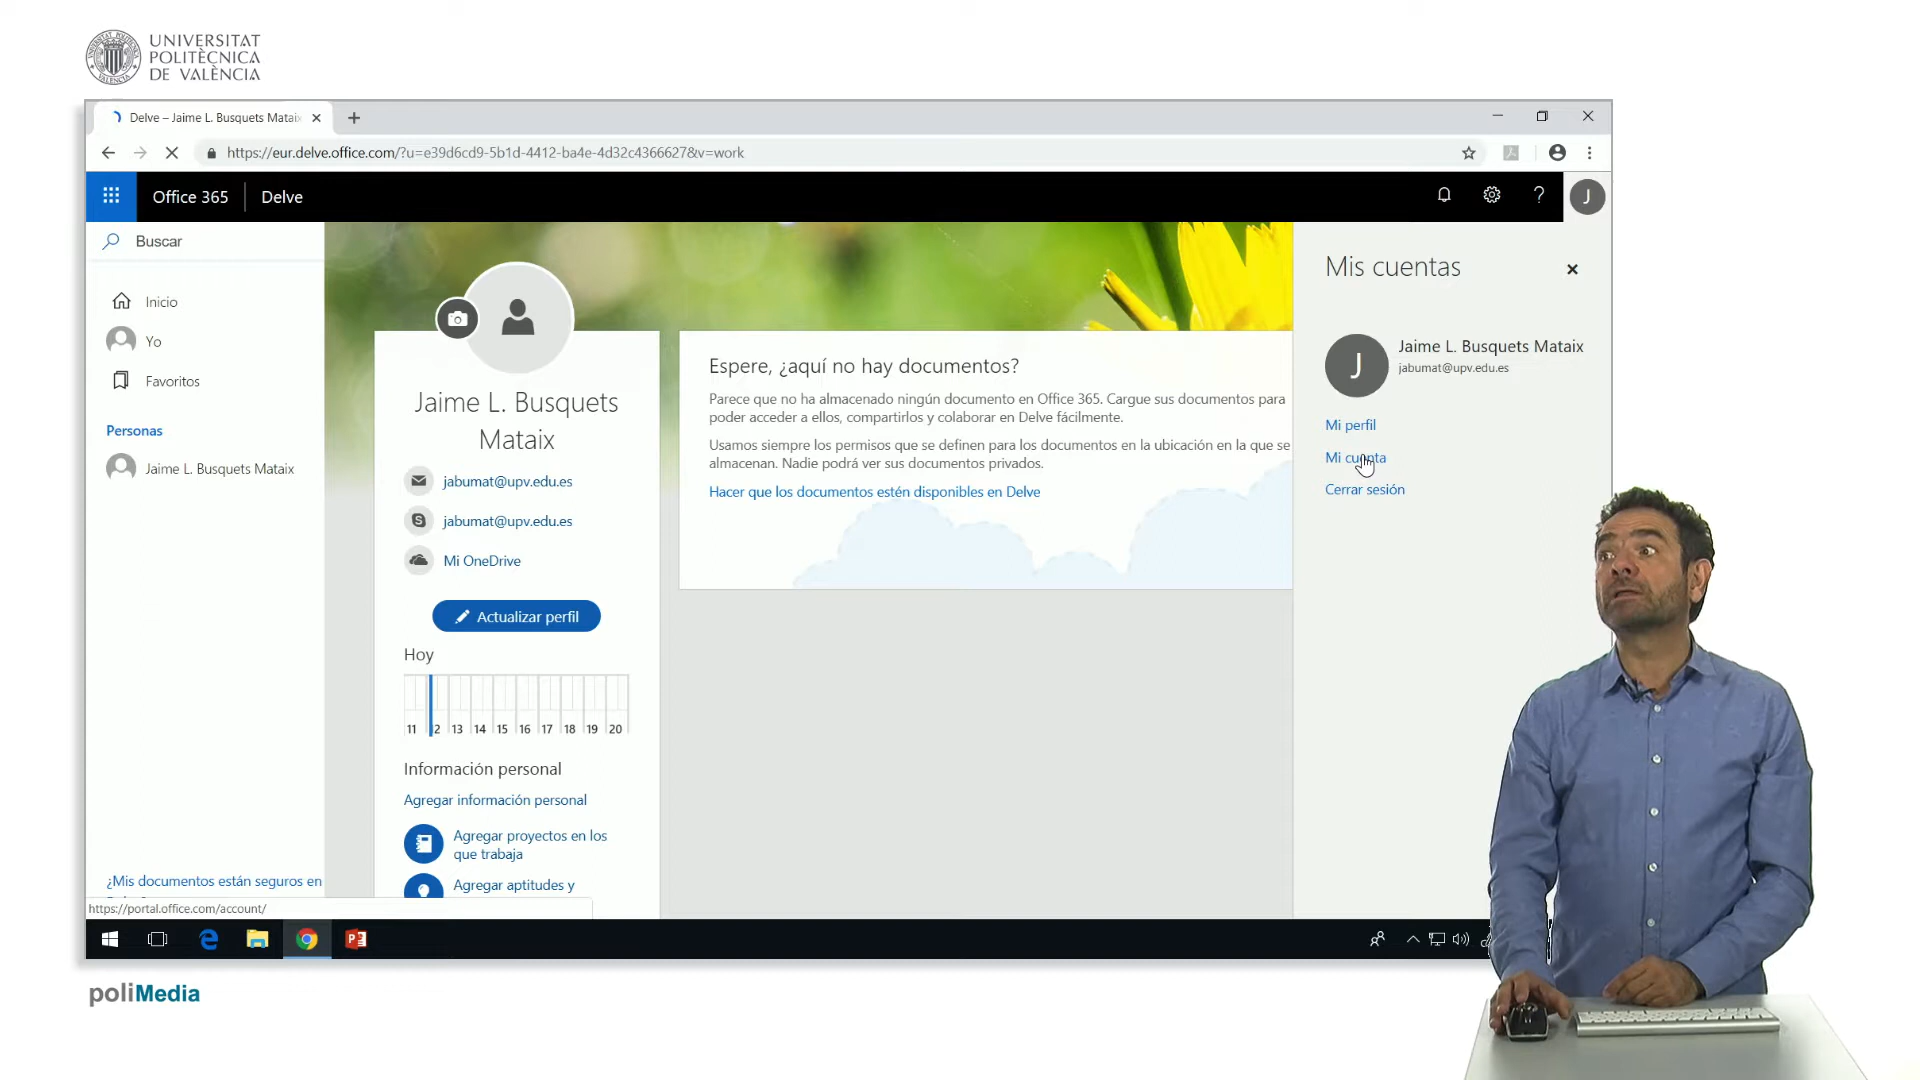 UNIVERSITAT
POLITÈCNICA
DE VALÈNCIA
Delve – Jaime L. Busquets Mataix
https://eur.delve.office.com/?u=e39d6cd9-5b1d-4412-ba4e-4d32c4366627&v=work
Office 365
Delve
J
Buscar
Inicio
Yo
Favoritos
Personas
Jaime L. Busquets Mataix
¿Mis documentos están seguros en
https://portal.office.com/account/
Jaime L. Busquets
Mataix
jabumat@upv.edu.es
jabumat@upv.edu.es
Mi OneDrive
Actualizar perfil
Hoy
11 12 13 14 15 16 17 18 19 20
Información personal
Agregar información personal
Agregar proyectos en los
que trabaja
Agregar aptitudes y
Espere, ¿aquí no hay documentos?
Parece que no ha almacenado ningún documento en Office 365. Cargue sus documentos para
poder acceder a ellos, compartirlos y colaborar en Delve fácilmente.
Usamos siempre los permisos que se definen para los documentos en la ubicación en la que se
almacenan. Nadie podrá ver sus documentos privados.
Hacer que los documentos estén disponibles en Delve
Mis cuentas
J
Jaime L. Busquets Mataix
jabumat@upv.edu.es
Mi perfil
Mi cuenta
Cerrar sesión
poliMedia